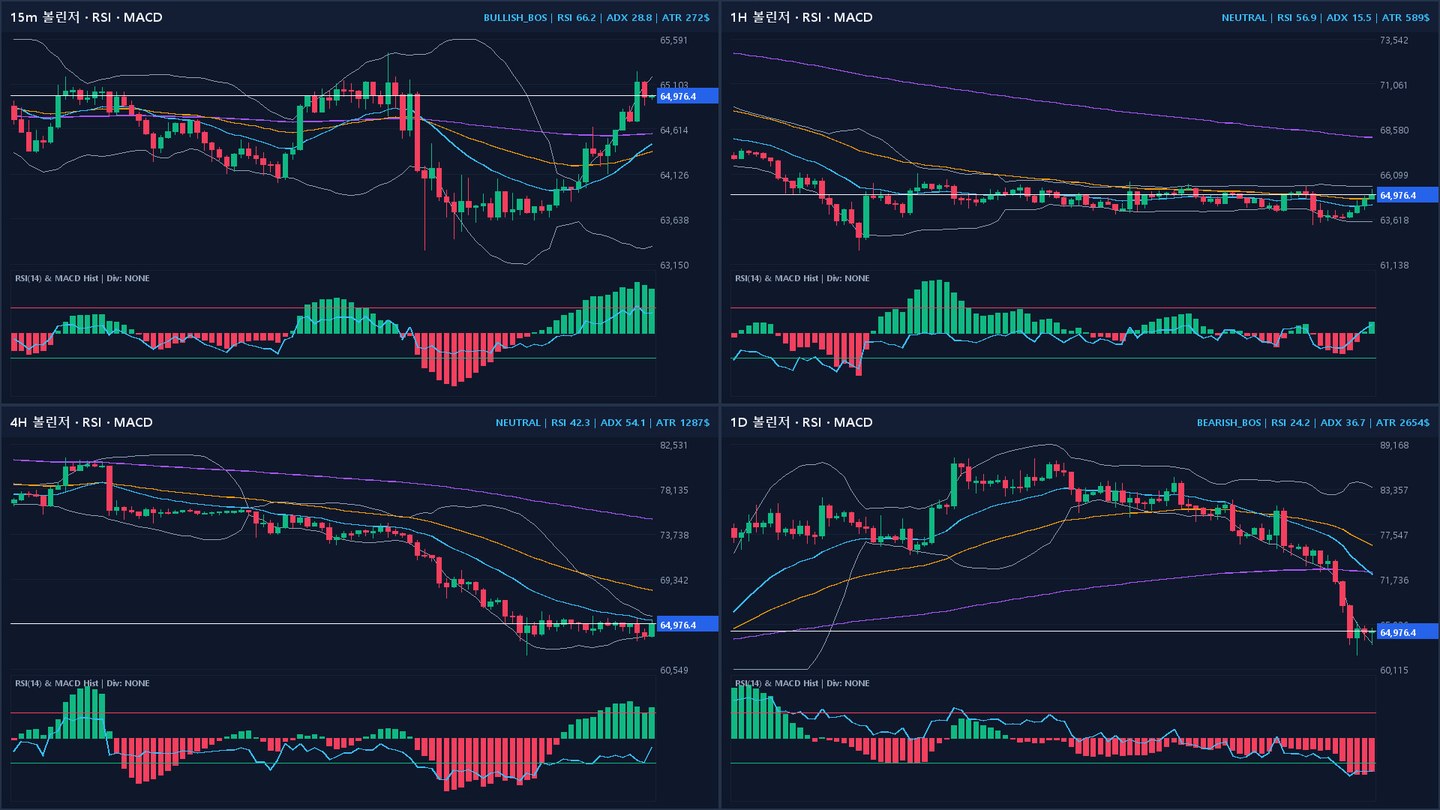 15m 볼린저 · RSI · MACD
BULLISH_BOS | RSI 66.2 | ADX 28.8 | ATR 272$
65,591
65,103
64,976.4
64,614
64,126
63,638
63,150
RSI(14) & MACD Hist | Div: NONE
1H 볼린저 · RSI · MACD
NEUTRAL | RSI 56.9 | ADX 15.5 | ATR 589$
73,542
71,061
68,580
66,099
64,976.4
63,618
61,138
RSI(14) & MACD Hist | Div: NONE
4H 볼린저 · RSI · MACD
NEUTRAL | RSI 42.3 | ADX 54.1 | ATR 1287$
82,531
78,135
73,738
69,342
64,976.4
60,549
RSI(14) & MACD Hist | Div: NONE
1D 볼린저 · RSI · MACD
BEARISH_BOS | RSI 24.2 | ADX 36.7 | ATR 2654$
89,168
83,357
77,547
71,736
64,976.4
60,115
RSI(14) & MACD Hist | Div: NONE